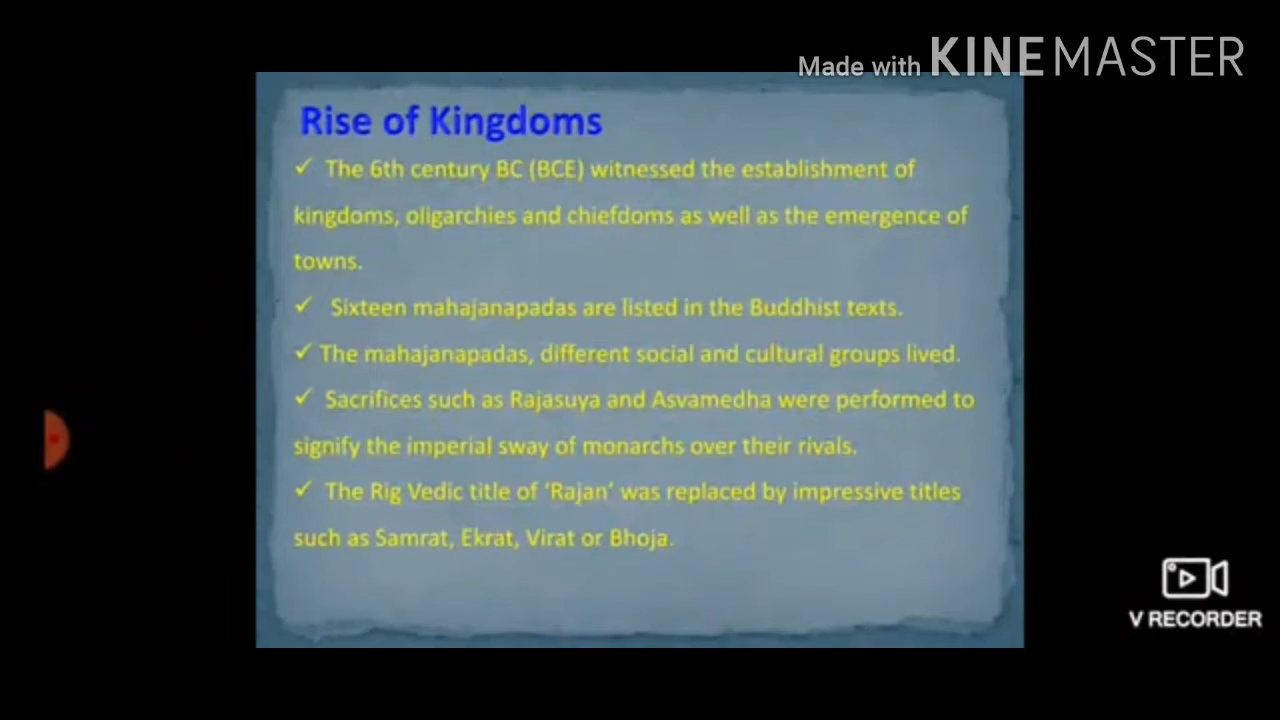 Made with KINEMASTER
Rise of Kingdoms
✓ The 6th century BC (BCE) witnessed the establishment of
kingdoms, oligarchies and chiefdoms as well as the emergence of
towns.
✓ Sixteen mahajanapadas are listed in the Buddhist texts.
✓ The mahajanapadas, different social and cultural groups lived.
✓ Sacrifices such as Rajasuya and Asvamedha were performed to
signify the imperial sway of monarchs over their rivals.
✓ The Rig Vedic title of ‘Rajan’ was replaced by impressive titles
such as Samrat, Ekrat, Virat or Bhoja.
V RECORDER